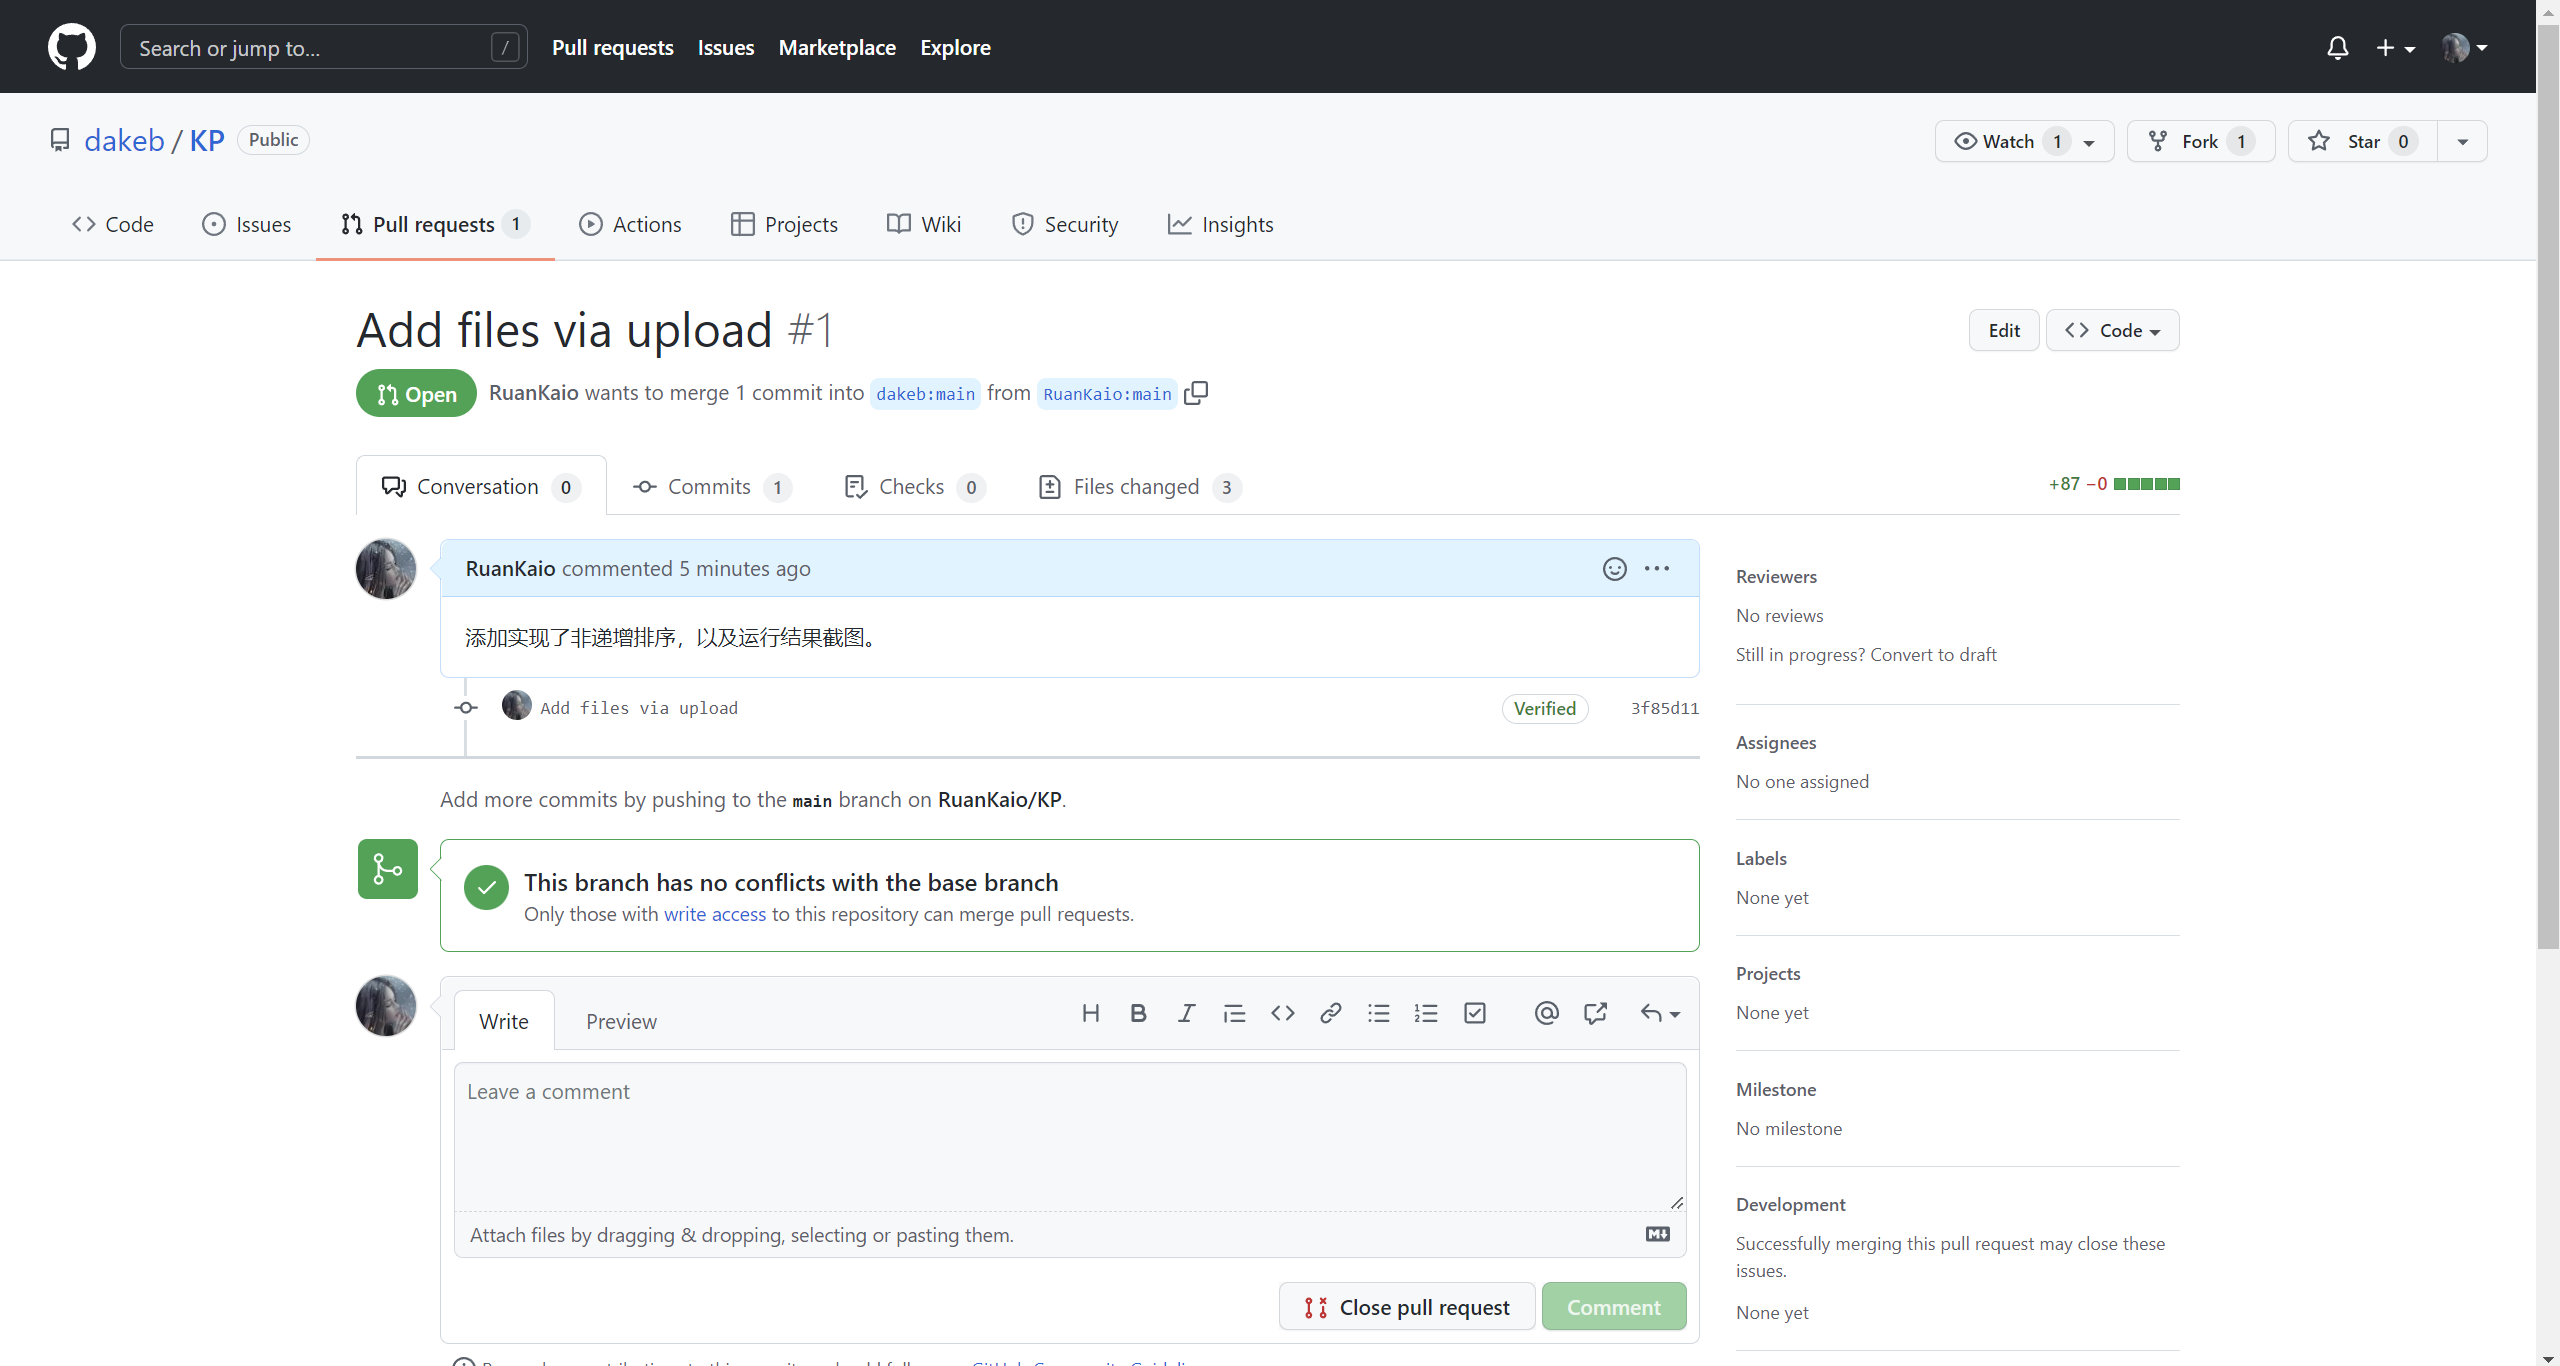 Search or jump to...
/
Pull requests
Issues
Marketplace
Explore
dakeb / KP
Public
Watch 1
Fork 1
Star 0
Code
Issues
Pull requests 1
Actions
Projects
Wiki
Security
Insights
Add files via upload #1
Edit
Code
Open
RuanKaio wants to merge 1 commit into dakeb:main from RuanKaio:main
Conversation 0
Commits 1
Checks 0
Files changed 3
+87 −0
RuanKaio commented 5 minutes ago
添加实现了非递增排序，以及运行结果截图。
Add files via upload
Verified
3f85d11
Add more commits by pushing to the main branch on RuanKaio/KP.
This branch has no conflicts with the base branch
Only those with write access to this repository can merge pull requests.
Write
Preview
Leave a comment
Attach files by dragging & dropping, selecting or pasting them.
Close pull request
Comment
Reviewers
No reviews
Still in progress? Convert to draft
Assignees
No one assigned
Labels
None yet
Projects
None yet
Milestone
No milestone
Development
Successfully merging this pull request may close these
issues.
None yet